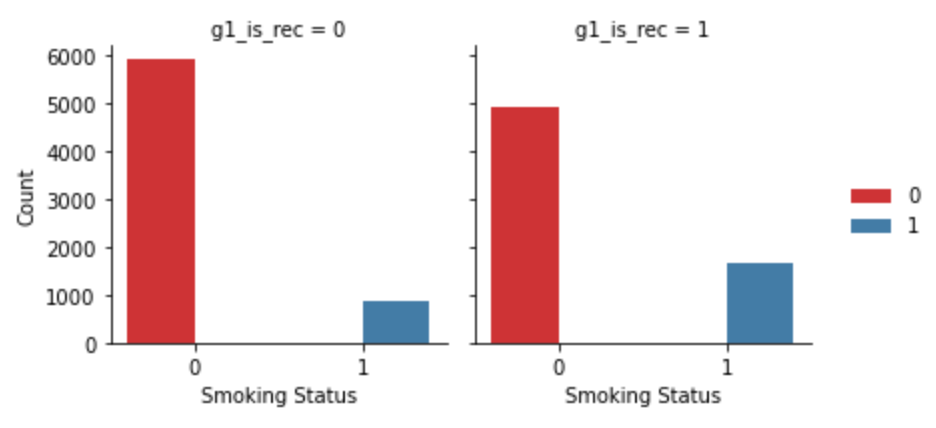 g1_is_rec = 0
g1_is_rec = 1
6000
5000
4000
3000
2000
1000
0
Count
0 1
Smoking Status
0 1
Smoking Status
0
1